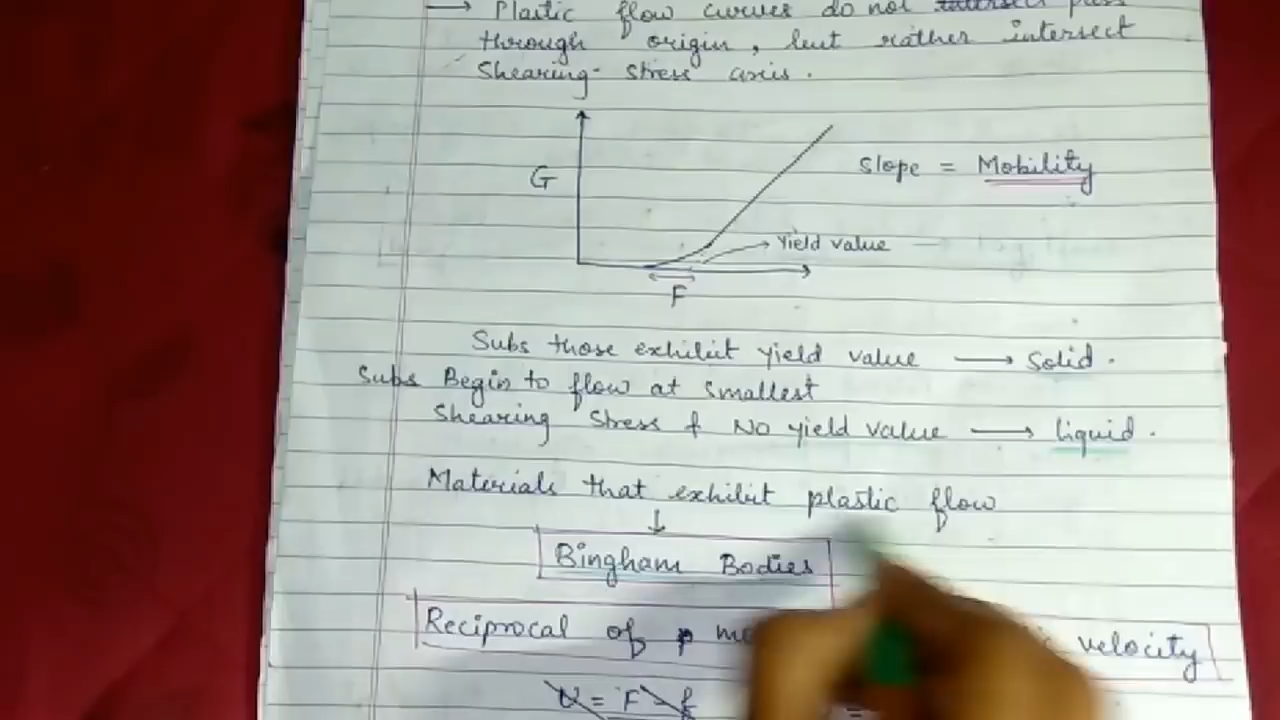 → Plastic flow curves do not pass
through origin, but rather intersect
Shearing-stress axis.
G
Slope = Mobility
→ Yield value
F
Subs those exhibit yield value → Solid.
Subs Begin to flow at smallest
Shearing Stress & No yield value → liquid.
Materials that exhibit plastic flow
↓
Bingham Bodies
Reciprocal of velocity
U = F - f